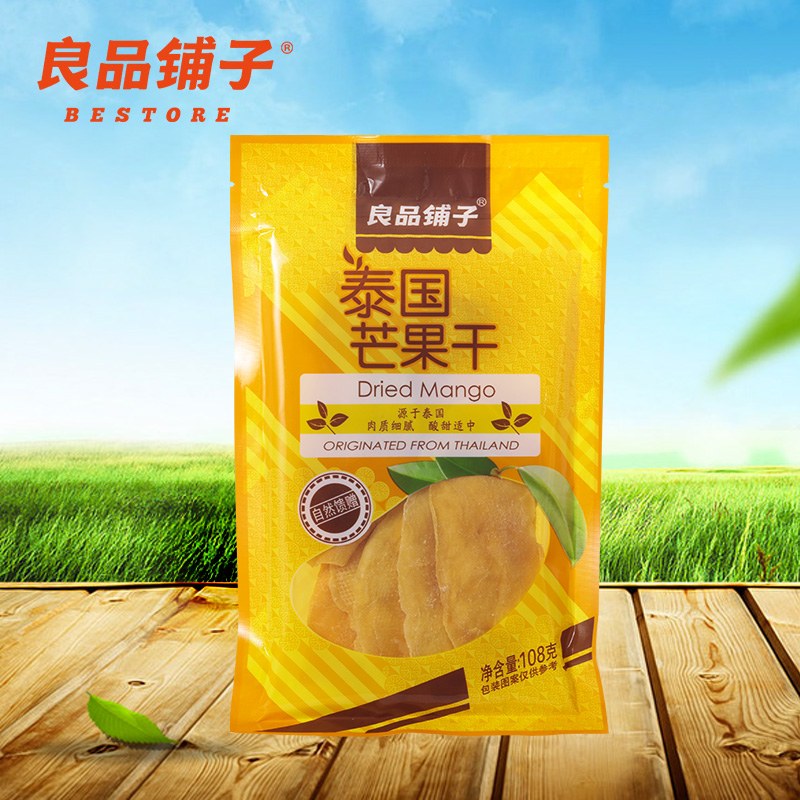 良品铺子®
BESTORE
良品铺子®
泰国
芒果干
Dried Mango
源于泰国
肉质细腻 酸甜适中
ORIGINATED FROM THAILAND
自然馈赠
净含量:108克
包装图案仅供参考